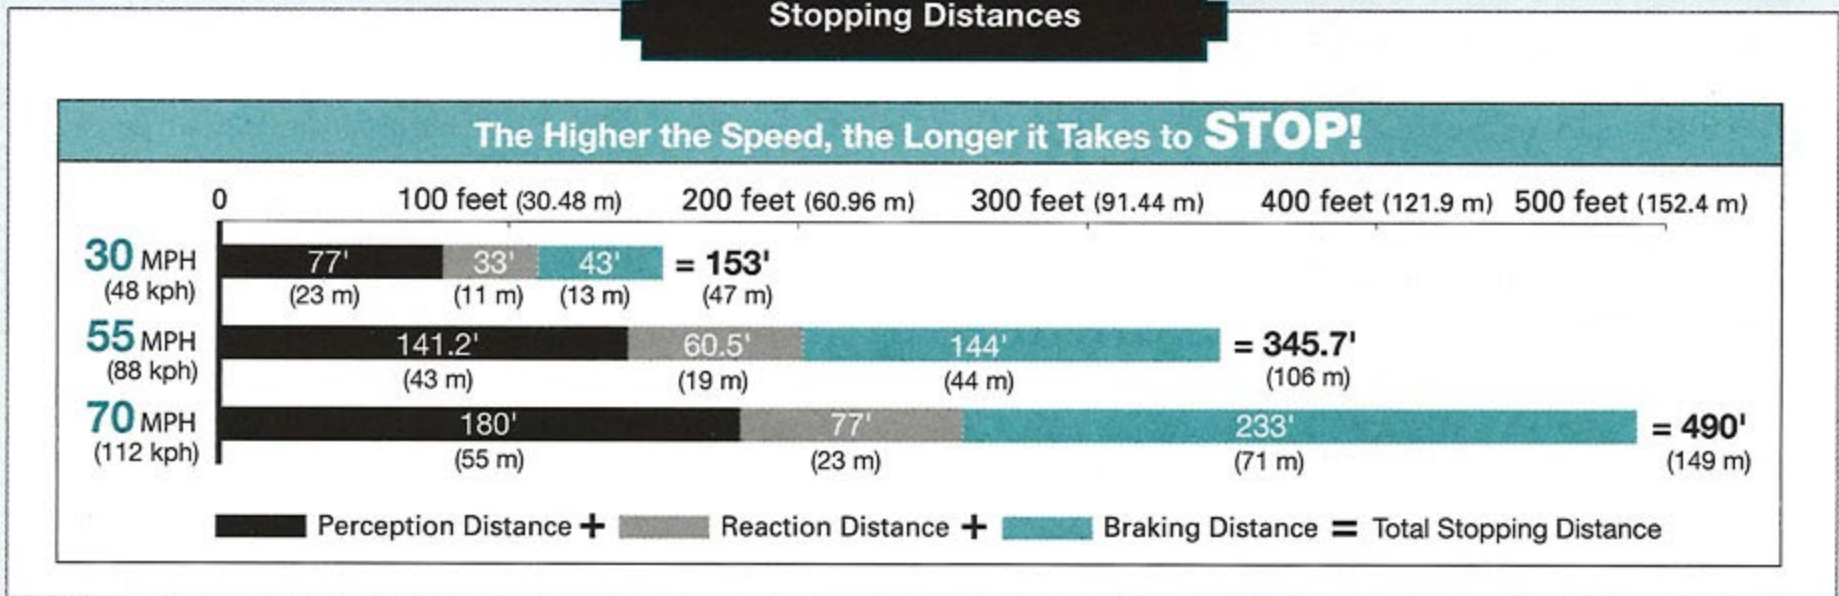 Stopping Distances
The Higher the Speed, the Longer it Takes to STOP!
0 100 feet (30.48 m) 200 feet (60.96 m) 300 feet (91.44 m) 400 feet (121.9 m) 500 feet (152.4 m)
30 MPH 77' 33' 43' = 153'
(48 kph) (23 m) (11 m) (13 m) (47 m)
55 MPH 141.2' 60.5' 144' = 345.7'
(88 kph) (43 m) (19 m) (44 m) (106 m)
70 MPH 180' 77' 233' = 490'
(112 kph) (55 m) (23 m) (71 m) (149 m)
Perception Distance + Reaction Distance + Braking Distance = Total Stopping Distance